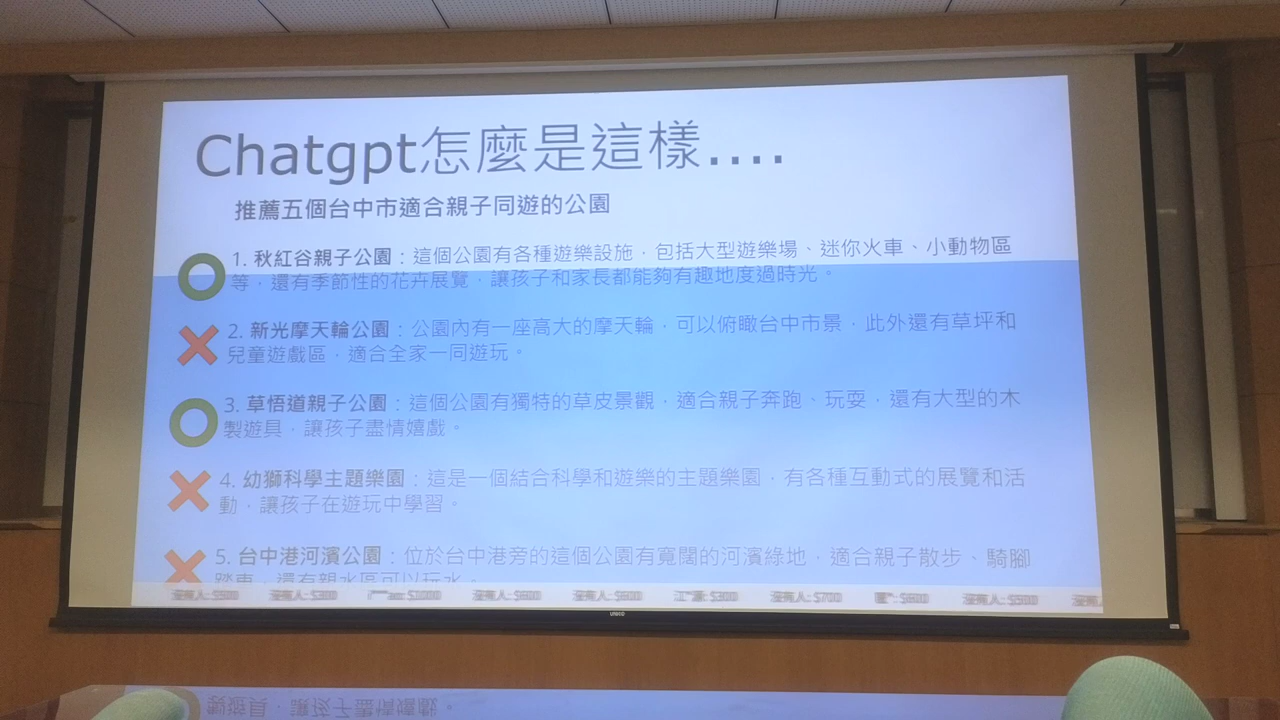 Chatgpt怎麼是這樣....
推薦五個台中市適合親子同遊的公園
1. 秋紅谷親子公園：這個公園有各種遊樂設施，包括大型遊樂場、迷你火車、小動物區
等，還有季節性的花卉展覽，讓孩子和家長都能夠有趣地度過時光。
2. 新光摩天輪公園：公園內有一座高大的摩天輪，可以俯瞰台中市景，此外還有草坪和
兒童遊戲區，適合全家一同遊玩。
3. 草悟道親子公園：這個公園有獨特的草皮景觀，適合親子奔跑、玩耍，還有大型的木
製遊具，讓孩子盡情嬉戲。
4. 幼獅科學主題樂園：這是一個結合科學和遊樂的主題樂園，有各種互動式的展覽和活
動，讓孩子在遊玩中學習。
5. 台中港河濱公園：位於台中港旁的這個公園有寬闊的河濱綠地，適合親子散步、騎腳
踏車，還有親水區可以玩水。